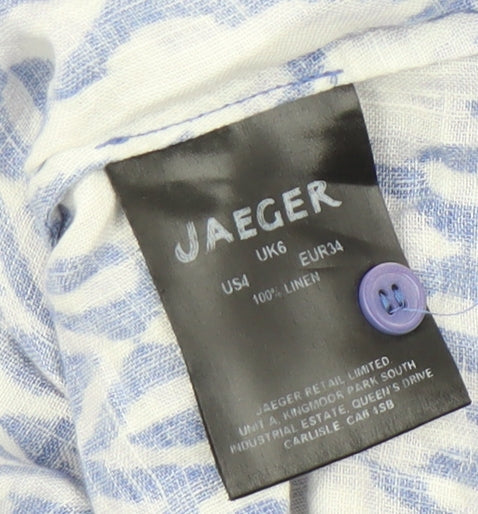 JAEGER
US4 UK6 EUR34
100% LINEN
JAEGER RETAIL LIMITED
UNIT A, KINGMOOR PARK SOUTH
INDUSTRIAL ESTATE, QUEEN'S DRIVE
CARLISLE. CA6 4SB